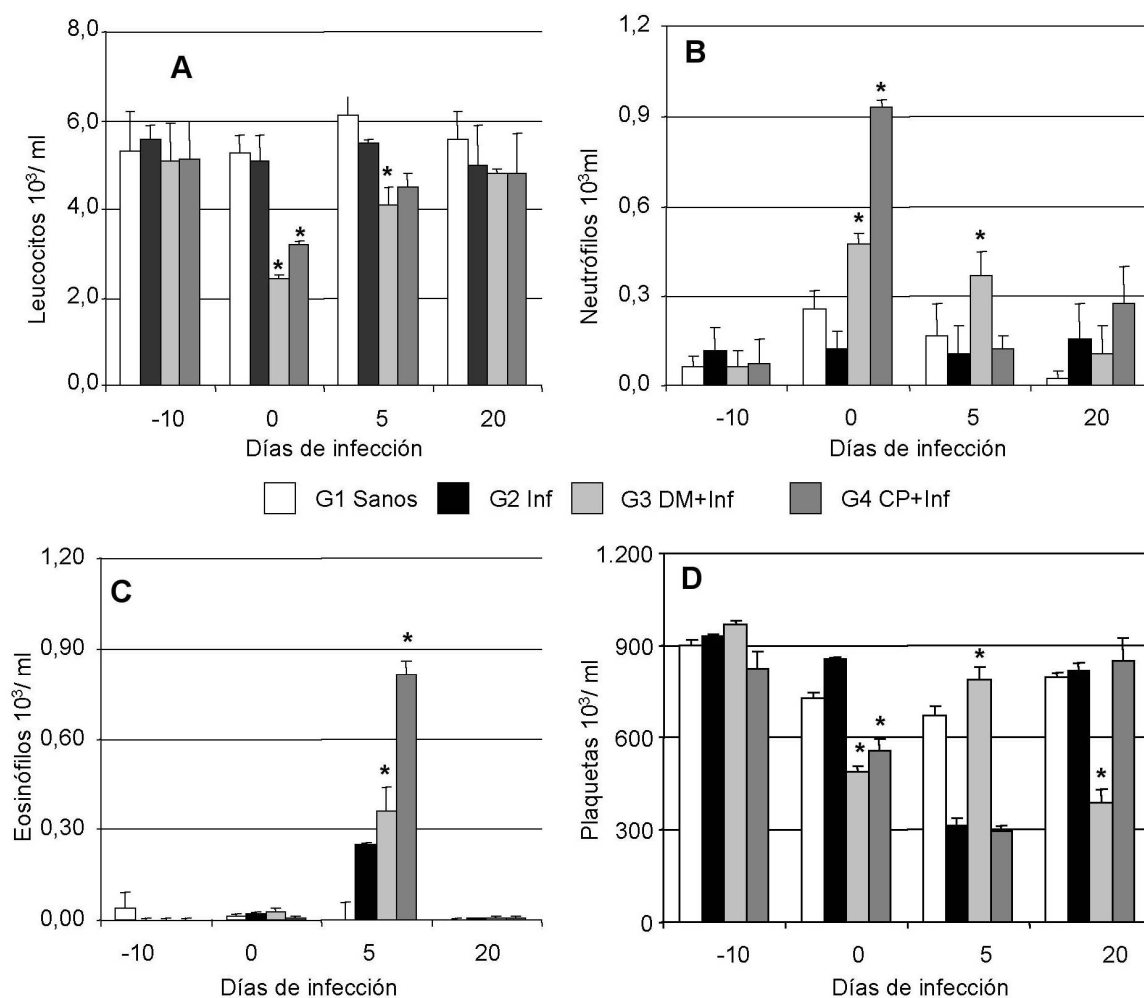 A
Leucocitos 10³/ ml
8,0
6,0
4,0
2,0
0,0
* * *
-10 0 5 20
Días de infección
B
Neutrófilos 10³ml
1,2
0,9
0,6
0,3
0,0
* * *
-10 0 5 20
Días de infección
G1 Sanos G2 Inf G3 DM+Inf G4 CP+Inf
C
Eosinófilos 10³/ ml
1,20
0,90
0,60
0,30
0,00
* *
-10 0 5 20
Días de infección
D
Plaquetas 10³/ ml
1.200
900
600
300
0
* * * *
-10 0 5 20
Días de infección